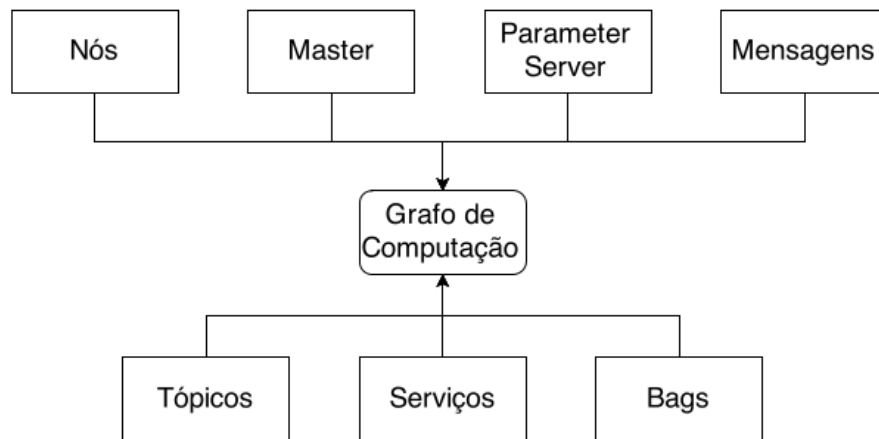 Nós
Master
Parameter
Server
Mensagens
Grafo de
Computação
Tópicos
Serviços
Bags